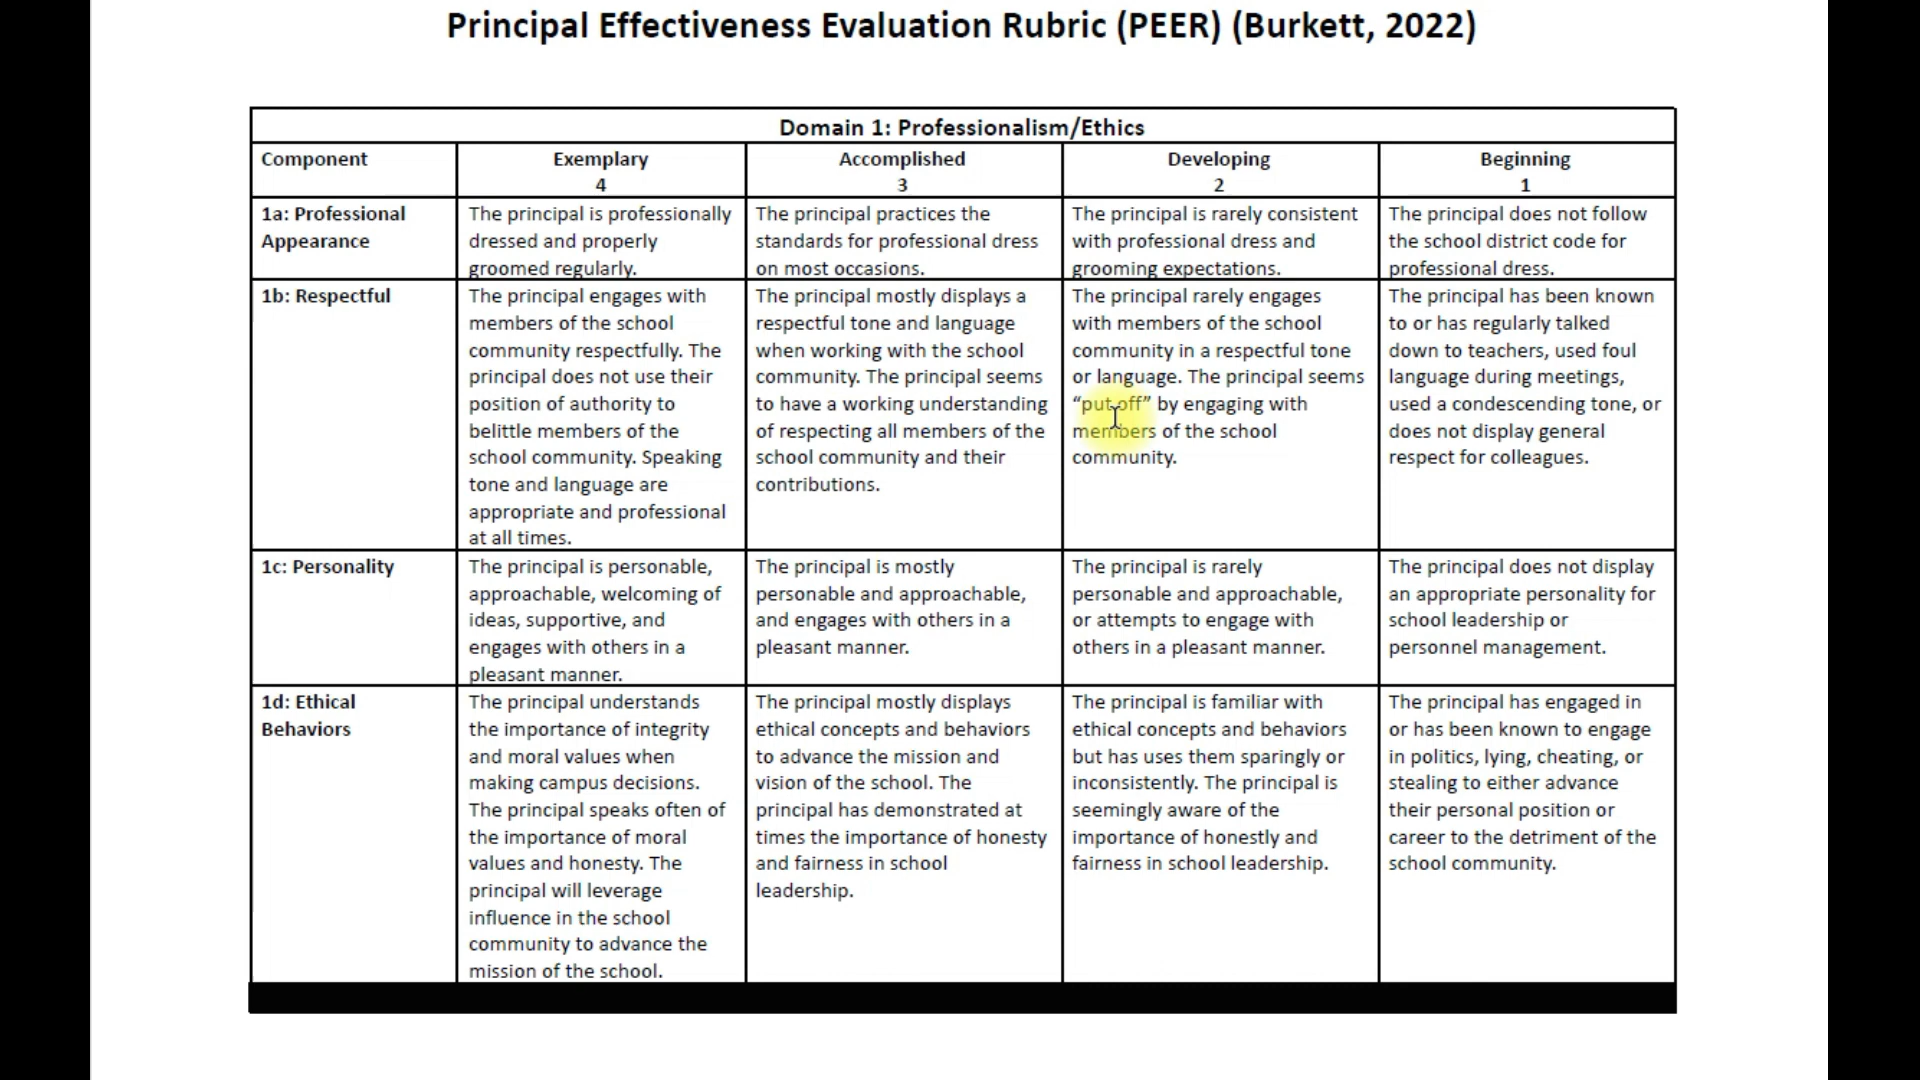 Principal Effectiveness Evaluation Rubric (PEER) (Burkett, 2022)
Domain 1: Professionalism/Ethics
Component
Exemplary
4
Accomplished
3
Developing
2
Beginning
1
1a: Professional
Appearance
The principal is professionally
dressed and properly
groomed regularly.
The principal practices the
standards for professional dress
on most occasions.
The principal is rarely consistent
with professional dress and
grooming expectations.
The principal does not follow
the school district code for
professional dress.
1b: Respectful
The principal engages with
members of the school
community respectfully. The
principal does not use their
position of authority to
belittle members of the
school community. Speaking
tone and language are
appropriate and professional
at all times.
The principal mostly displays a
respectful tone and language
when working with the school
community. The principal seems
to have a working understanding
of respecting all members of the
school community and their
contributions.
The principal rarely engages
with members of the school
community in a respectful tone
or language. The principal seems
“put off” by engaging with
members of the school
community.
The principal has been known
to or has regularly talked
down to teachers, used foul
language during meetings,
used a condescending tone, or
does not display general
respect for colleagues.
1c: Personality
The principal is personable,
approachable, welcoming of
ideas, supportive, and
engages with others in a
pleasant manner.
The principal is mostly
personable and approachable,
and engages with others in a
pleasant manner.
The principal is rarely
personable and approachable,
or attempts to engage with
others in a pleasant manner.
The principal does not display
an appropriate personality for
school leadership or
personnel management.
1d: Ethical
Behaviors
The principal understands
the importance of integrity
and moral values when
making campus decisions.
The principal speaks often of
the importance of moral
values and honesty. The
principal will leverage
influence in the school
community to advance the
mission of the school.
The principal mostly displays
ethical concepts and behaviors
to advance the mission and
vision of the school. The
principal has demonstrated at
times the importance of honesty
and fairness in school
leadership.
The principal is familiar with
ethical concepts and behaviors
but has uses them sparingly or
inconsistently. The principal is
seemingly aware of the
importance of honestly and
fairness in school leadership.
The principal has engaged in
or has been known to engage
in politics, lying, cheating, or
stealing to either advance
their personal position or
career to the detriment of the
school community.